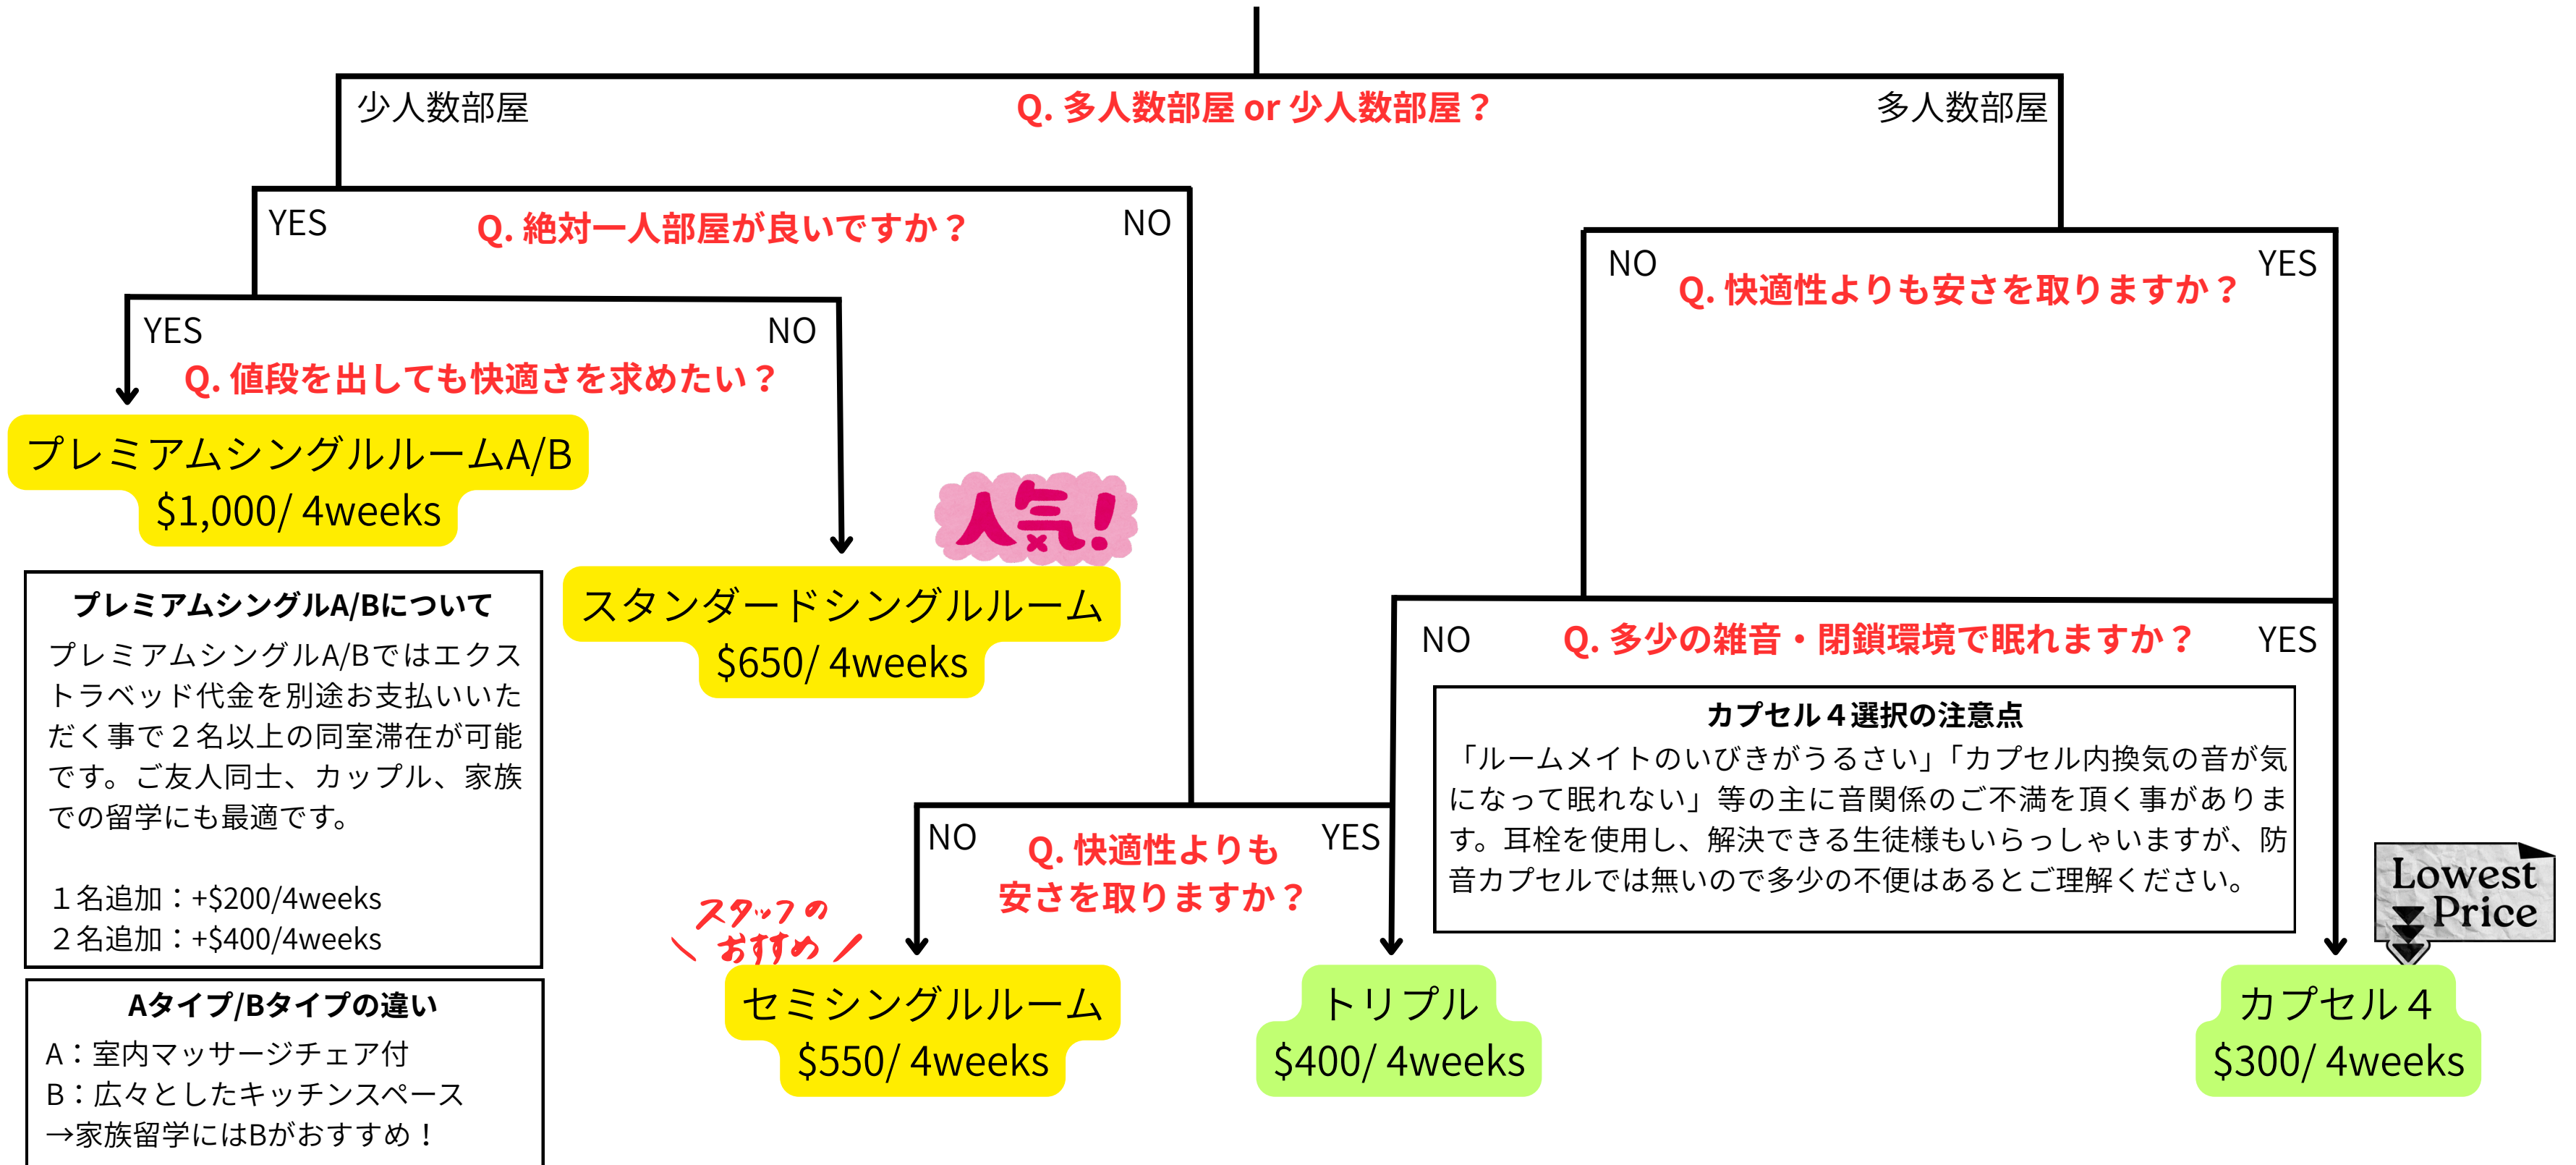 Q. 多人数部屋 or 少人数部屋？
少人数部屋
多人数部屋
YES
Q. 絶対一人部屋が良いですか？
NO
YES
NO
Q. 値段を出しても快適さを求めたい？
プレミアムシングルルームA/B
$1,000/ 4weeks
プレミアムシングルA/Bについて
プレミアムシングルA/Bではエクス
トラベッド代金を別途お支払いいた
だく事で２名以上の同室滞在が可能
です。ご友人同士、カップル、家族
での留学にも最適です。
１名追加：+$200/4weeks
２名追加：+$400/4weeks
Aタイプ/Bタイプの違い
A：室内マッサージチェア付
B：広々としたキッチンスペース
→家族留学にはBがおすすめ！
人気！
スタンダードシングルルーム
$650/ 4weeks
NO
Q. 快適性よりも
安さを取りますか？
YES
スタッフの
おすすめ
セミシングルルーム
$550/ 4weeks
NO
Q. 快適性よりも安さを取りますか？
YES
NO
Q. 多少の雑音・閉鎖環境で眠れますか？
YES
カプセル４選択の注意点
「ルームメイトのいびきがうるさい」「カプセル内換気の音が気
になって眠れない」等の主に音関係のご不満を頂く事がありま
す。耳栓を使用し、解決できる生徒様もいらっしゃいますが、防
音カプセルでは無いので多少の不便はあるとご理解ください。
トリプル
$400/ 4weeks
Lowest
Price
カプセル４
$300/ 4weeks